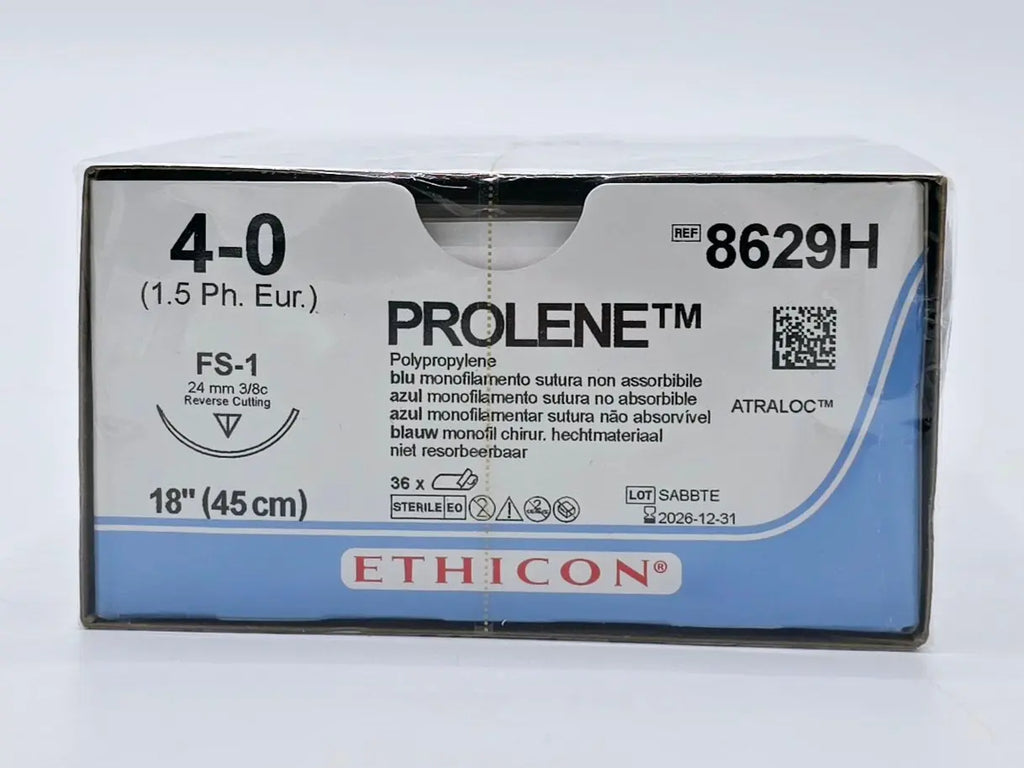 4-0
(1.5 Ph. Eur.)
FS-1
24 mm 3/8c
Reverse Cutting
18" (45 cm)
REF 8629H
PROLENE™
Polypropylene
blu monofilamento sutura non assorbibile
azul monofilamento sutura no absorbible
azul monofilamentar sutura não absorvível
blauw monofil chirur. hechtmateriaal
niet resorbeerbaar
ATRALOC™
36 x
STERILE EO
2
LOT SABBTE
2026-12-31
ETHICON®